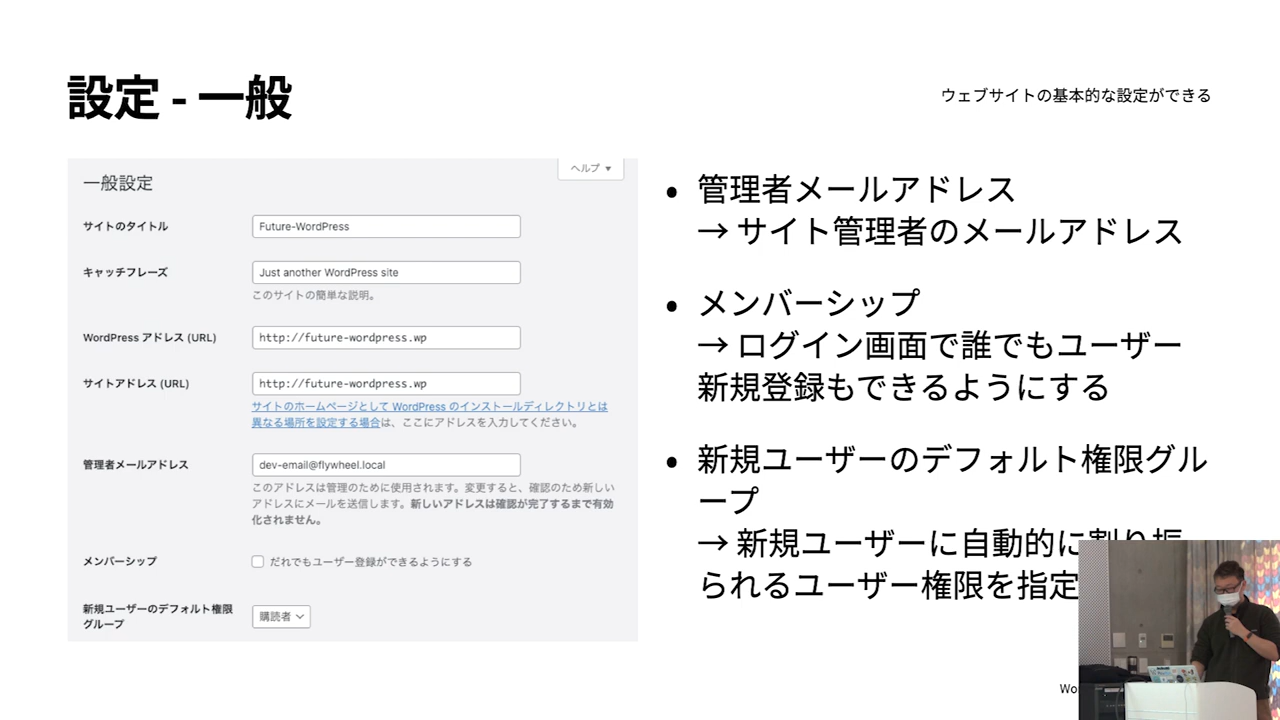 設定 - 一般
ウェブサイトの基本的な設定ができる
ヘルプ ▼
一般設定
サイトのタイトル
Future-WordPress
キャッチフレーズ
Just another WordPress site
このサイトの簡単な説明。
WordPress アドレス (URL)
http://future-wordpress.wp
サイトアドレス (URL)
http://future-wordpress.wp
サイトのホームページとして WordPress のインストールディレクトリとは
異なる場所を設定する場合は、ここにアドレスを入力してください。
管理者メールアドレス
dev-email@flywheel.local
このアドレスは管理のために使用されます。変更すると、確認のため新しい
アドレスにメールを送信します。新しいアドレスは確認が完了するまで有効
化されません。
メンバーシップ
だれでもユーザー登録ができるようにする
新規ユーザーのデフォルト権限
グループ
購読者
• 管理者メールアドレス
→ サイト管理者のメールアドレス
• メンバーシップ
→ ログイン画面で誰でもユーザー
新規登録もできるようにする
• 新規ユーザーのデフォルト権限グル
ープ
→ 新規ユーザーに自動的に割り振
られるユーザー権限を指定